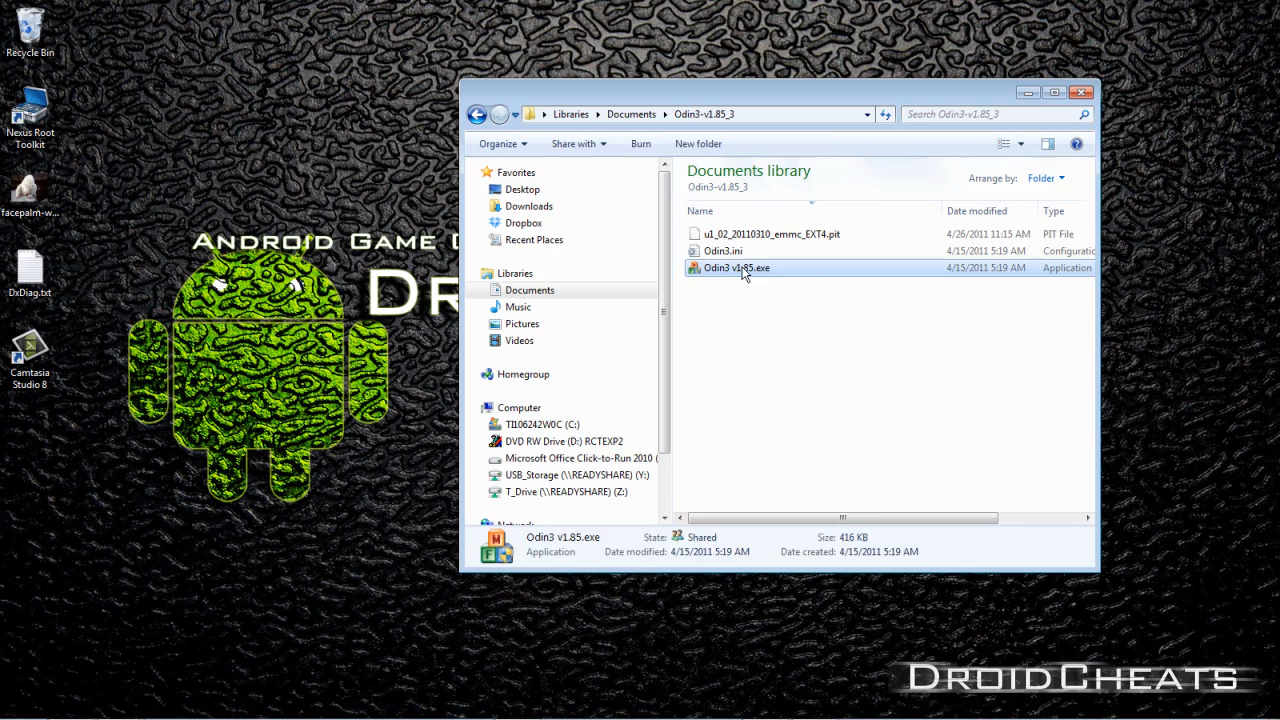 Recycle Bin
Nexus Root
Toolkit
facepalm-w...
DxDiag.txt
Camtasia
Studio 8
Android Game
Libraries
Documents
Odin3-v1.85_3
Search Odin3-v1.85_3
Organize
Share with
Burn
New folder
Favorites
Desktop
Downloads
Dropbox
Recent Places
Libraries
Documents
Music
Pictures
Videos
Homegroup
Computer
TI106242W0C (C:)
DVD RW Drive (D:) RCTEXP2
Microsoft Office Click-to-Run 2010 (
USB_Storage (\\READYSHARE) (Y:)
T_Drive (\\READYSHARE) (Z:)
Network
Documents library
Odin3-v1.85_3
Arrange by: Folder
Name Date modified Type
u1_02_20110310_emmc_EXT4.pit 4/26/2011 11:15 AM PIT File
Odin3.ini 4/15/2011 5:19 AM Configuratio
Odin3 v1.85.exe 4/15/2011 5:19 AM Application
Odin3 v1.85.exe State: Shared Size: 416 KB
Application Date modified: 4/15/2011 5:19 AM Date created: 4/15/2011 5:19 AM
DroidCheats